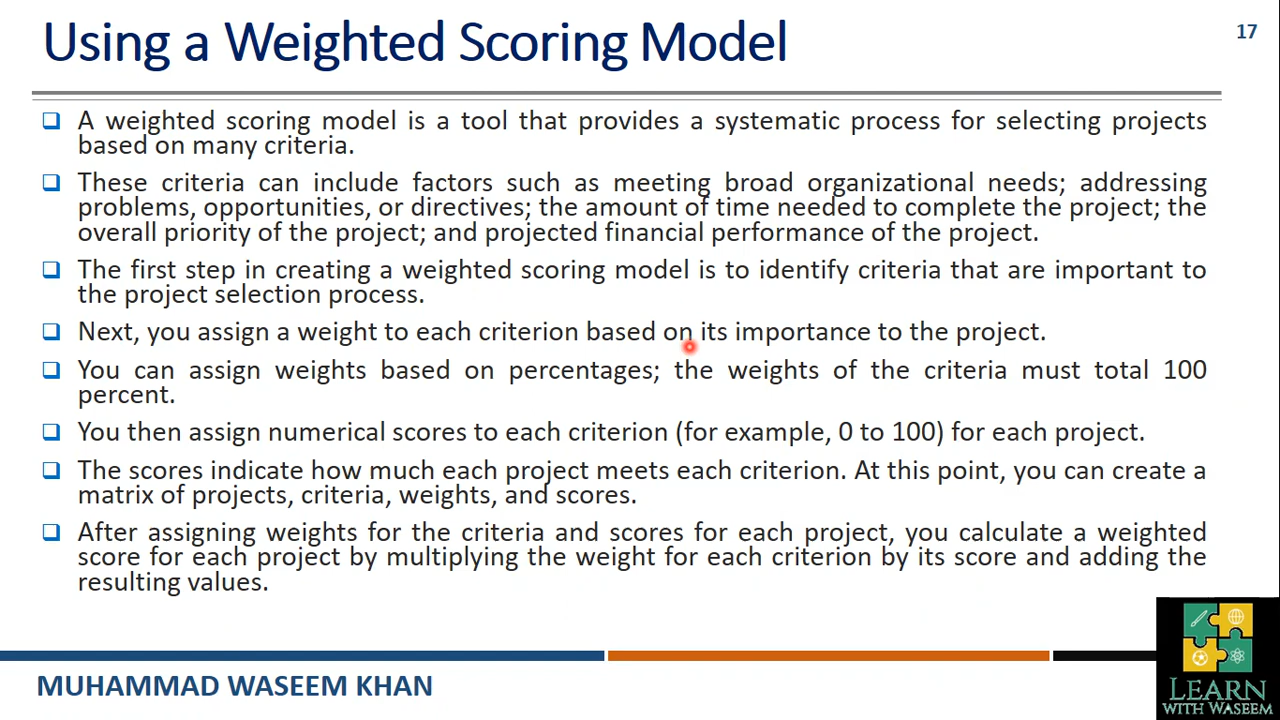 Using a Weighted Scoring Model
17
A weighted scoring model is a tool that provides a systematic process for selecting projects
based on many criteria.
These criteria can include factors such as meeting broad organizational needs; addressing
problems, opportunities, or directives; the amount of time needed to complete the project; the
overall priority of the project; and projected financial performance of the project.
The first step in creating a weighted scoring model is to identify criteria that are important to
the project selection process.
Next, you assign a weight to each criterion based on its importance to the project.
You can assign weights based on percentages; the weights of the criteria must total 100
percent.
You then assign numerical scores to each criterion (for example, 0 to 100) for each project.
The scores indicate how much each project meets each criterion. At this point, you can create a
matrix of projects, criteria, weights, and scores.
After assigning weights for the criteria and scores for each project, you calculate a weighted
score for each project by multiplying the weight for each criterion by its score and adding the
resulting values.
MUHAMMAD WASEEM KHAN
LEARN
WITH WASEEM